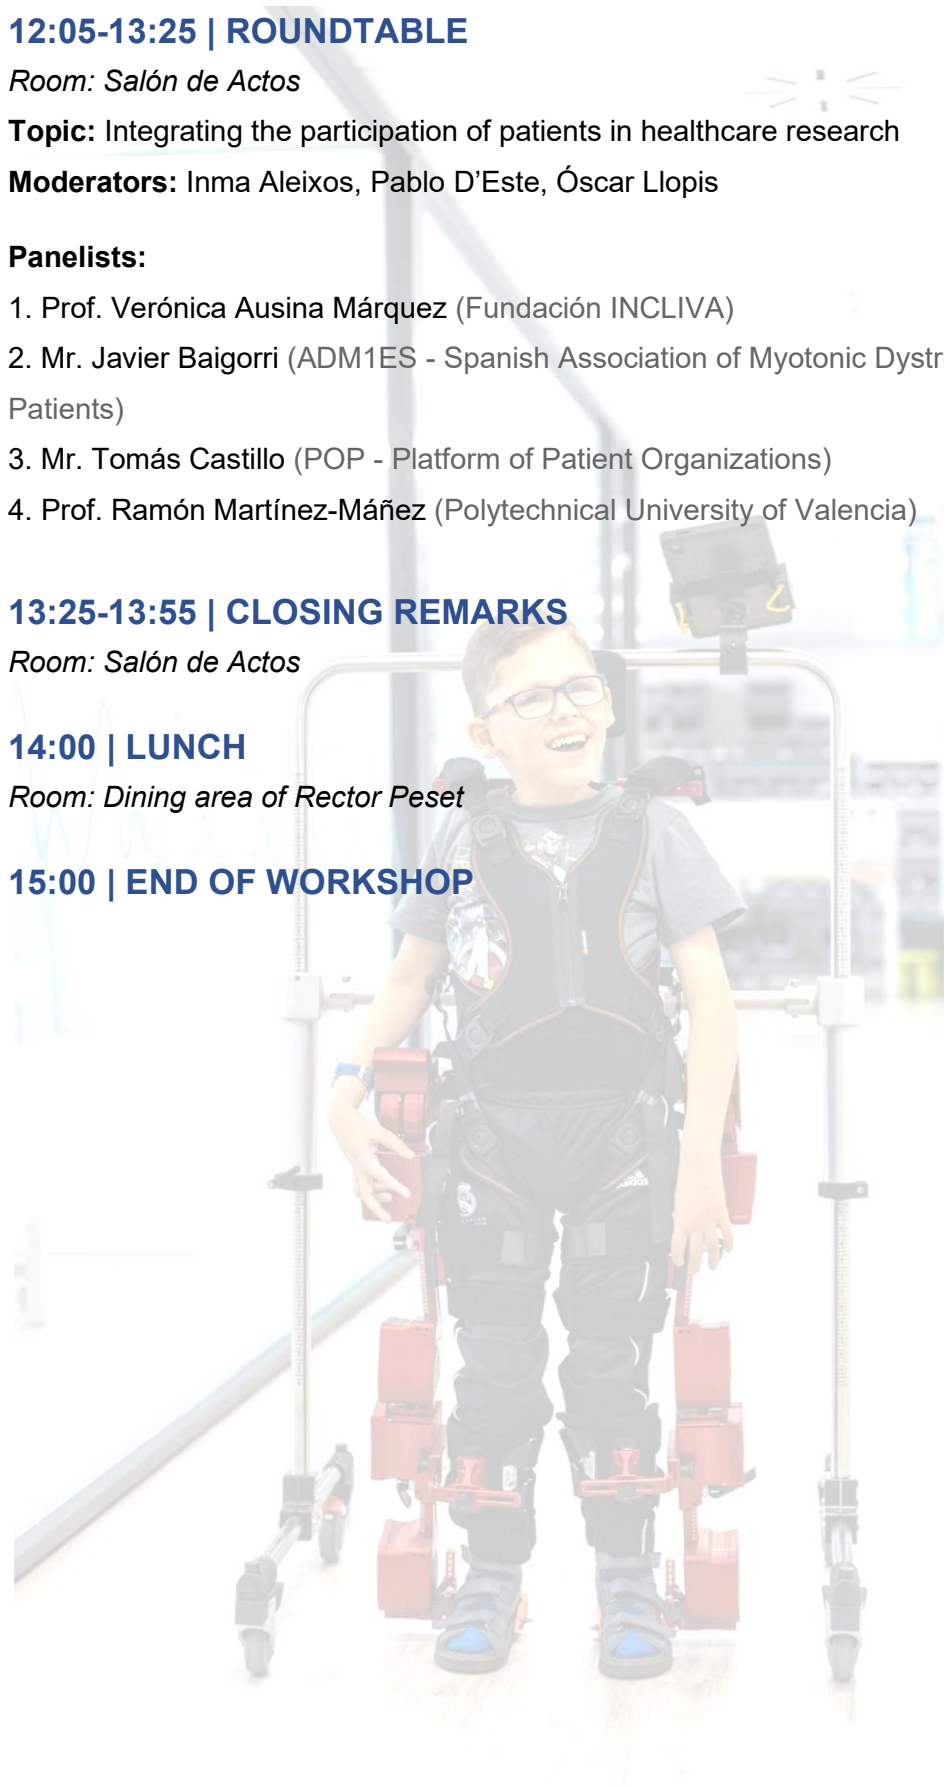 12:05-13:25 | ROUNDTABLE
Room: Salón de Actos
Topic: Integrating the participation of patients in healthcare research
Moderators: Inma Aleixos, Pablo D’Este, Óscar Llopis
Panelists:
1. Prof. Verónica Ausina Márquez (Fundación INCLIVA)
2. Mr. Javier Baigorri (ADM1ES - Spanish Association of Myotonic
Patients)
3. Mr. Tomás Castillo (POP - Platform of Patient Organizations)
4. Prof. Ramón Martínez-Máñez (Polytechnical University of Valencia)
13:25-13:55 | CLOSING REMARKS
Room: Salón de Actos
14:00 | LUNCH
Room: Dining area of Rector Peset
15:00 | END OF WORKSHOP
adidas